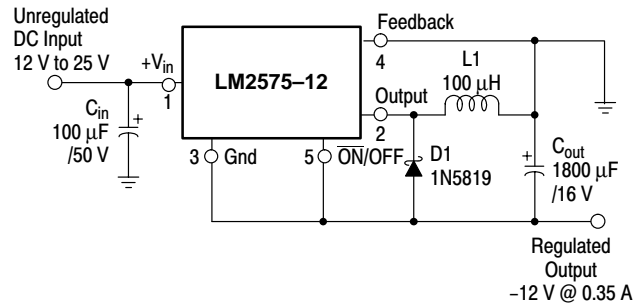 Unregulated
DC Input
12 V to 25 V
+Vin
1
Cin
100 µF
/50 V
LM2575–12
Feedback
4
Output
2
L1
100 µH
3
Gnd
5
ON/OFF
D1
1N5819
Cout
1800 µF
/16 V
Regulated
Output
–12 V @ 0.35 A